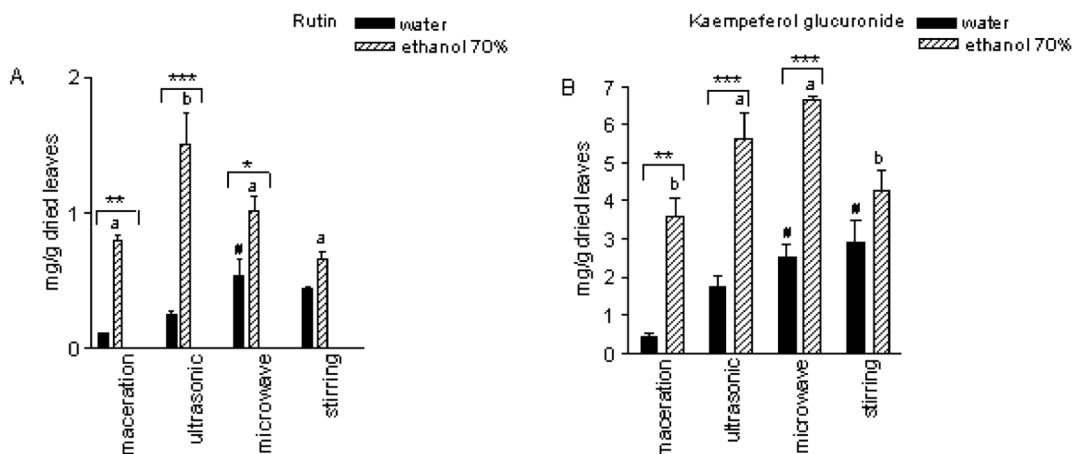 Rutin water
ethanol 70%
A
mg/g dried leaves
2
1
0
**
a
***
b
*
a
#
a
maceration
ultrasonic
microwave
stirring
Kaempeferol glucuronide water
ethanol 70%
B
mg/g dried leaves
7
6
5
4
3
2
1
0
**
b
***
a
***
a
#
b
#
maceration
ultrasonic
microwave
stirring